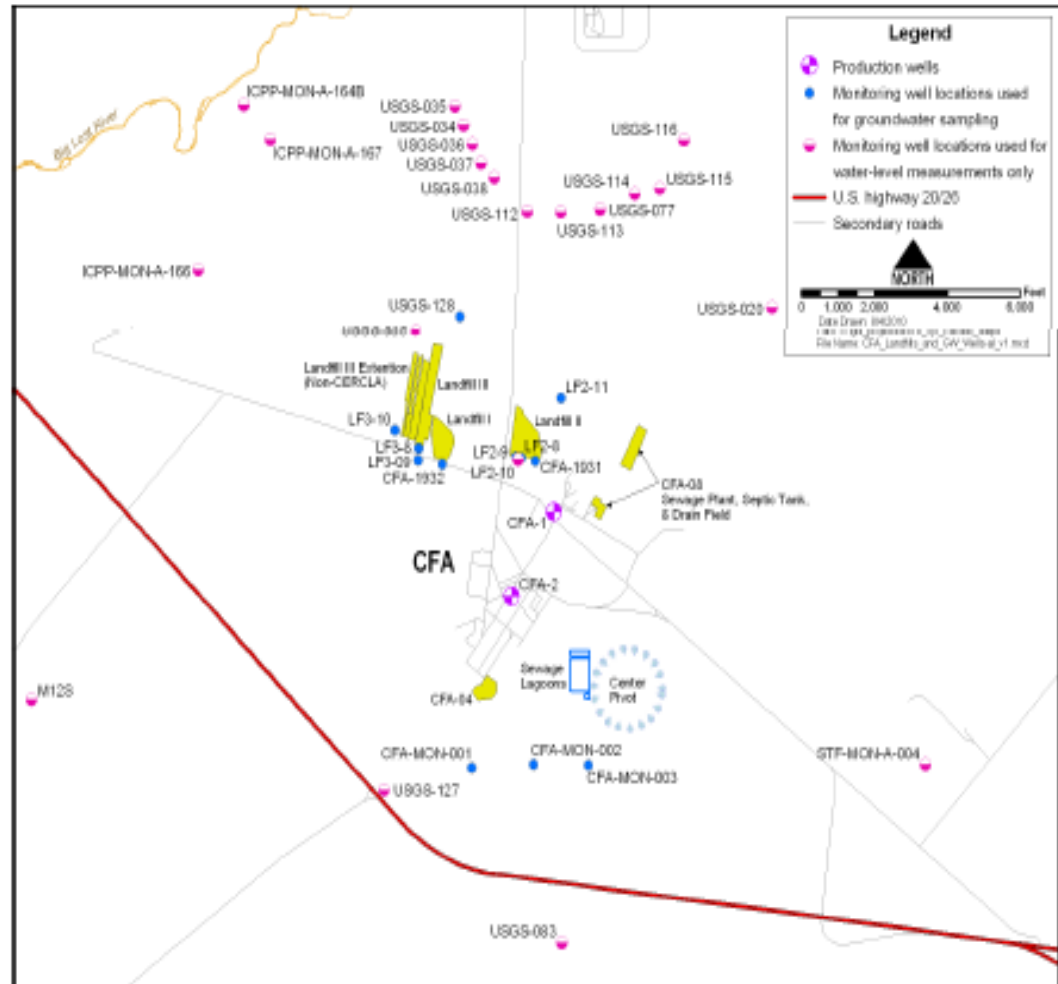 Legend
Production wells
Monitoring well locations used
for groundwater sampling
Monitoring well locations used for
water-level measurements only
U.S. highway 20/26
Secondary roads
NORTH
Feet
0 1,000 2,000 4,000 6,000
Date Drawn:
File Name: CFA_Landfills_and_GW_Wells
Big Lost River
ICPP-MON-A-164B
ICPP-MON-A-167
USGS-035
USGS-034
USGS-036
USGS-037
USGS-038
USGS-116
USGS-115
USGS-114
USGS-077
USGS-112
USGS-113
ICPP-MON-A-166
USGS-128
USGS-020
Landfill III Extention
(Non-CERCLA)
Landfill III
LF2-11
LF3-10
Landfill I
Landfill II
LF3-8
LF3-09
CFA-1932
LF2-9
LF2-8
LF2-10
CFA-1931
CFA-08
Sewage Plant, Septic Tank,
& Drain Field
CFA-1
CFA
CFA-2
Sewage
Lagoons
Center
Pivot
CFA-04
M12S
CFA-MON-001
CFA-MON-002
CFA-MON-003
STF-MON-A-004
USGS-127
USGS-083